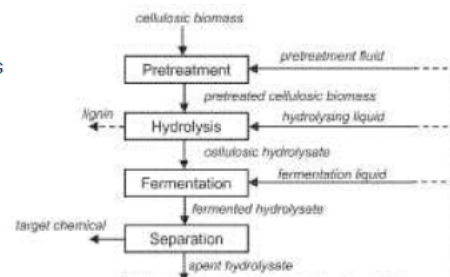 cellulosic biomass
s
pretreatment fluid
Pretreatment
pretreated cellulosic biomass
lignin
hydrolysing liquid
Hydrolysis
cellulosic hydrolysate
fermentation liquid
Fermentation
fermented hydrolysate
target chemical
Separation
spent hydrolysate